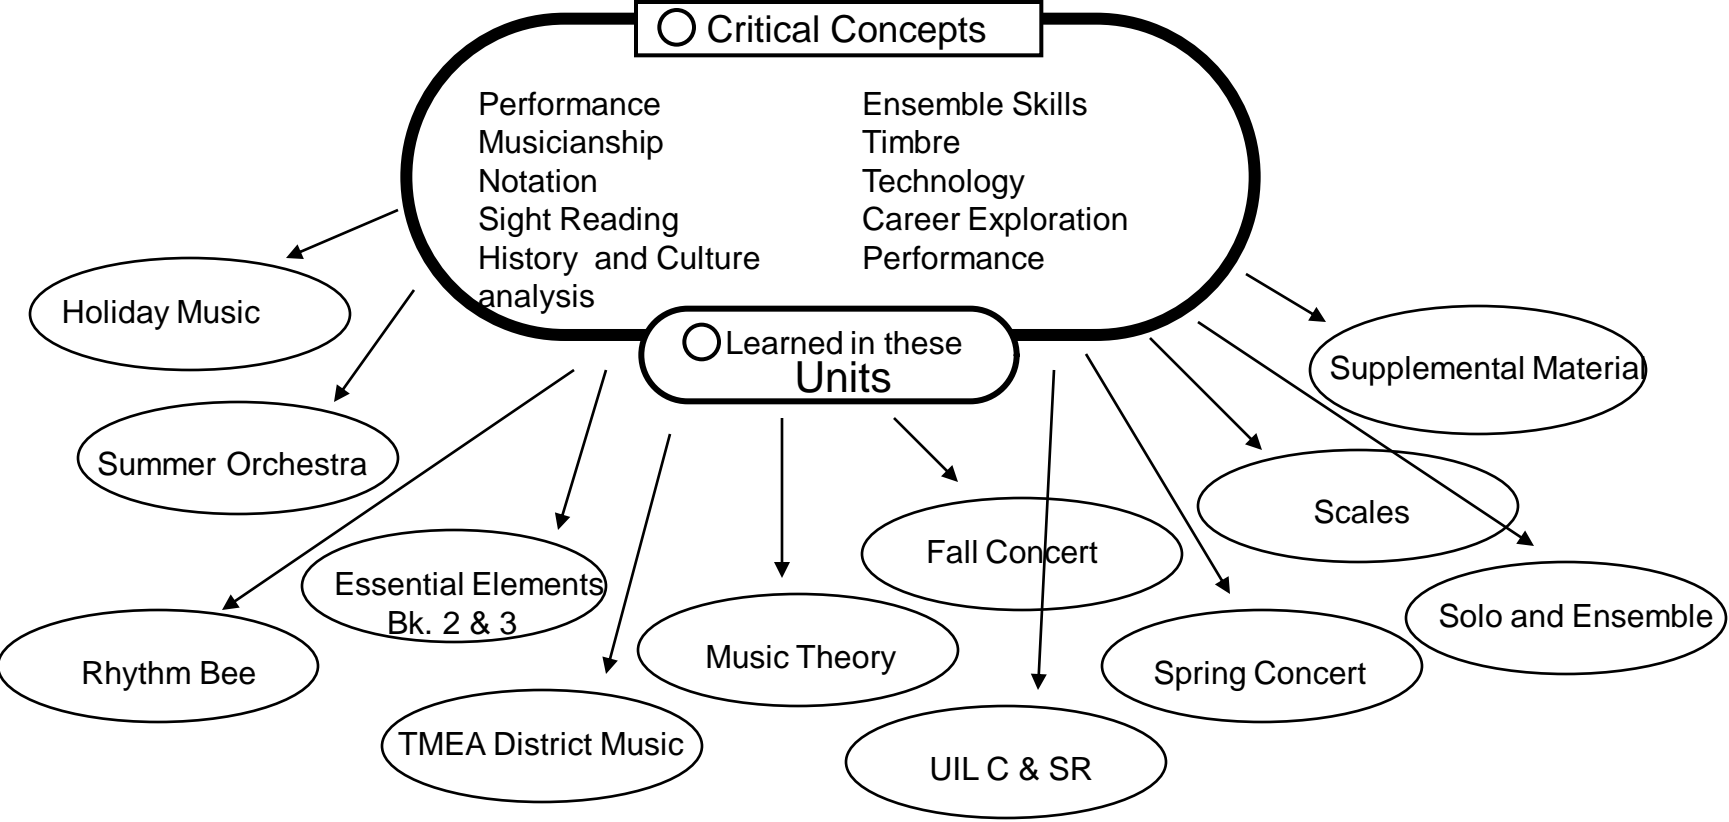 Critical Concepts
Performance
Musicianship
Notation
Sight Reading
History and Culture
analysis
Ensemble Skills
Timbre
Technology
Career Exploration
Performance
Learned in these
Units
Holiday Music
Summer Orchestra
Rhythm Bee
Essential Elements
Bk. 2 & 3
TMEA District Music
Music Theory
Fall Concert
UIL C & SR
Spring Concert
Scales
Solo and Ensemble
Supplemental Material